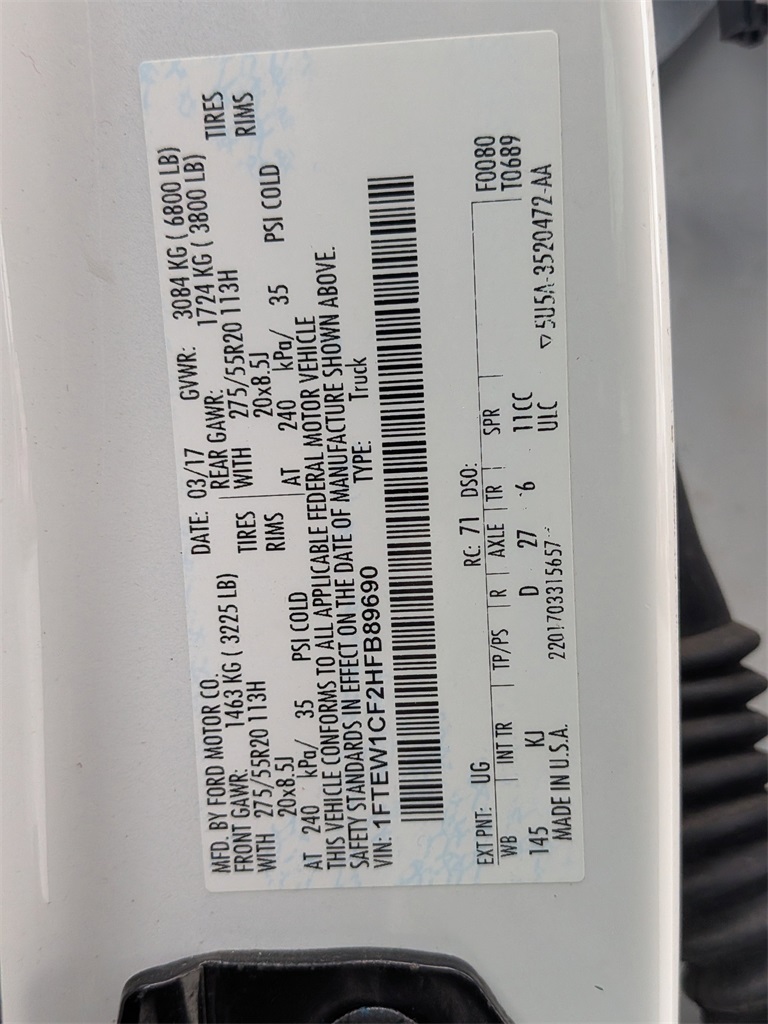 MFD. BY FORD MOTOR CO. DATE: 03/17 GVWR: 3084 KG ( 6800 LB)
FRONT GAWR: 1463 KG ( 3225 LB) REAR GAWR: 1724 KG ( 3800 LB)
WITH 275/55R20 113H TIRES WITH 275/55R20 113H TIRES
20x8.5J RIMS 20x8.5J RIMS
AT 240 kPa/ 35 PSI COLD AT 240 kPa/ 35 PSI COLD
THIS VEHICLE CONFORMS TO ALL APPLICABLE FEDERAL MOTOR VEHICLE
SAFETY STANDARDS IN EFFECT ON THE DATE OF MANUFACTURE SHOWN ABOVE.
VIN: 1FTEW1CF2HFB89690 TYPE: Truck
EXT PNT: UG RC: 71 DSO: F0080
WB INT TR TP/PS R AXLE TR SPR T0689
145 KJ D 27 6 11CC
MADE IN U.S.A. 2201703315657 ULC
5U5A-3520472-AA